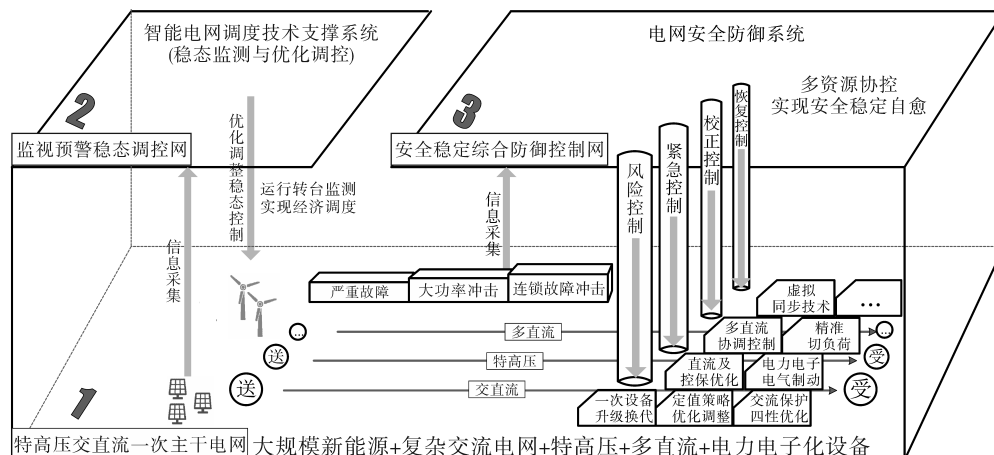 智能电网调度技术支撑系统
(稳态监测与优化调控)
电网安全防御系统
多资源协控
实现安全稳定自愈
2
3
监视预警稳态调控网
安全稳定综合防御控制网
优化调整稳态控制
运行转台监测
实现经济调度
信息采集
信息采集
风险控制
紧急控制
校正控制
恢复控制
严重故障
大功率冲击
连锁故障冲击
虚拟
同步技术
...
...
多直流
多直流
协调控制
精准
切负荷
...
送
特高压
直流及
控保优化
电力电子
电气制动
受
送
交直流
一次设备
升级换代
定值策略
优化调整
交流保护
四性优化
受
1
特高压交直流一次主干电网
大规模新能源+复杂交流电网+特高压+多直流+电力电子化设备